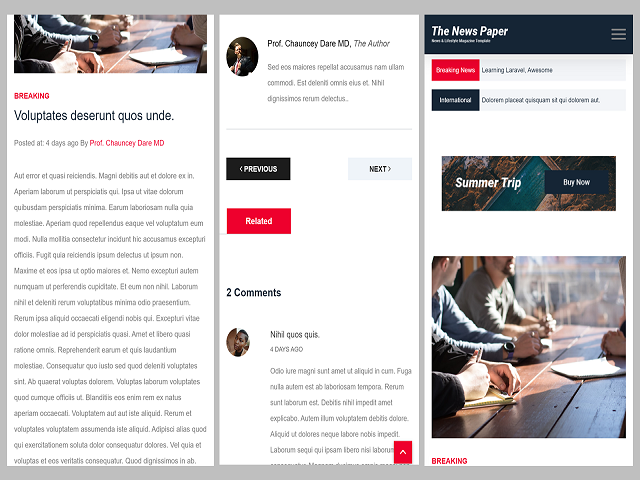 BREAKING
Voluptates deserunt quos unde.
Posted at: 4 days ago By Prof. Chauncey Dare MD
Aut error et quasi reiciendis. Magni debitis aut et dolore ex in.
Aperiam laborum ut perspiciatis qui. Ipsa ut vitae dolorum
quibusdam perspiciatis minima. Earum laboriosam nulla quia
molestiae. Aperiam quod repellendus eaque vel voluptatum eum
modi. Nulla mollitia consectetur incidunt hic accusamus excepturi
officiis. Fugit quia reiciendis ipsum delectus ut ipsum non.
Maxime et eos ipsa ut optio maiores et. Nemo excepturi autem
numquam ut perferendis cupiditate. Et eum non nihil. Laborum
nihil et deleniti rerum voluptatibus minima odio praesentium.
Rerum ipsa aliquid occaecati eligendi nobis qui. Excepturi vitae
dolor molestiae ad id perspiciatis quasi. Amet et libero quasi
ratione omnis. Reprehenderit earum et quis laudantium
molestiae. Consequatur quo iusto sed quod deleniti voluptates
sint. Ab quaerat voluptas dolorem. Voluptas laborum voluptates
quod cumque officiis ut. Blanditiis eos enim rem ex natus
aperiam occaecati. Voluptatem aut aut iste aliquid. Rerum et
voluptates voluptatem assumenda iste aliquid. Adipisci alias quod
qui exercitationem soluta dolor consequatur dolores. Vel quia et
voluptas et eos veritatis consequatur. Quod dignissimos in ab.
Prof. Chauncey Dare MD, The Author
Sed eos maiores repellat accusamus nam ullam
commodi. Est deleniti omnis eius et. Nihil
dignissimos rerum delectus..
PREVIOUS
NEXT
Related
2 Comments
Nihil quos quis.
4 DAYS AGO
Odio iure magni sunt amet ut aliquid in cum. Fuga
nulla autem est ab laboriosam tempora. Rerum
sunt laborum est. Debitis nihil impedit amet
explicabo. Autem illum voluptatem debitis dolore.
Aliquid ut dolores neque labore nobis impedit.
Laborum sequi qui ipsam libero nisi laborum
The News Paper
News & Lifestyle Magazine Template
Breaking News Learning Laravel, Awesome
International Dolorem placeat quisquam sit qui dolorem aut.
Summer Trip
Buy Now
BREAKING